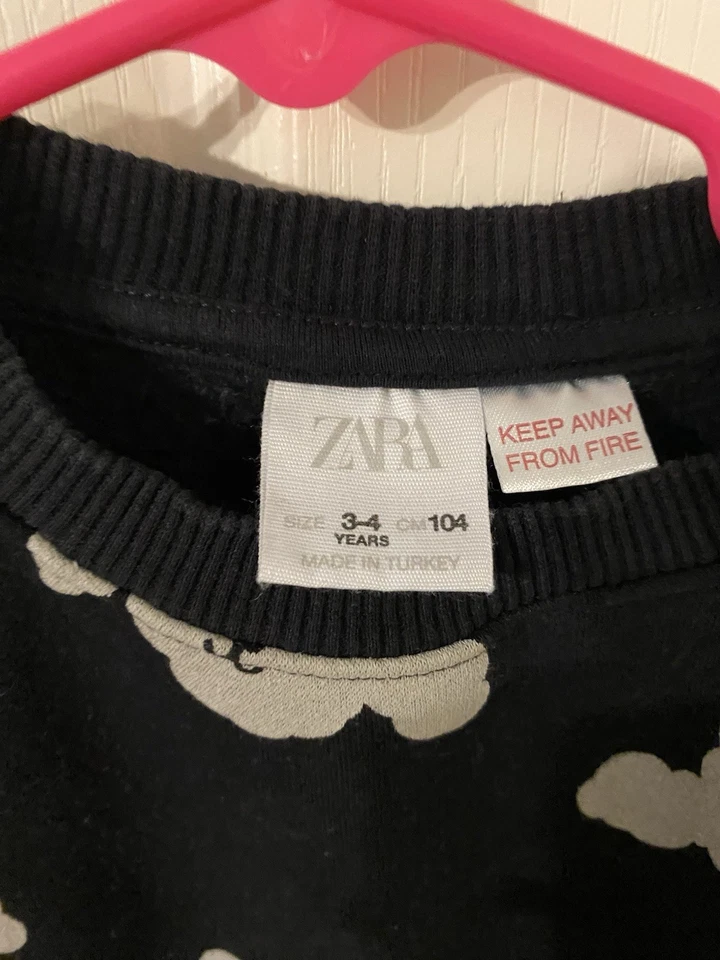 ZARA
SIZE 3-4 CM 104
YEARS
MADE IN TURKEY
KEEP AWAY
FROM FIRE